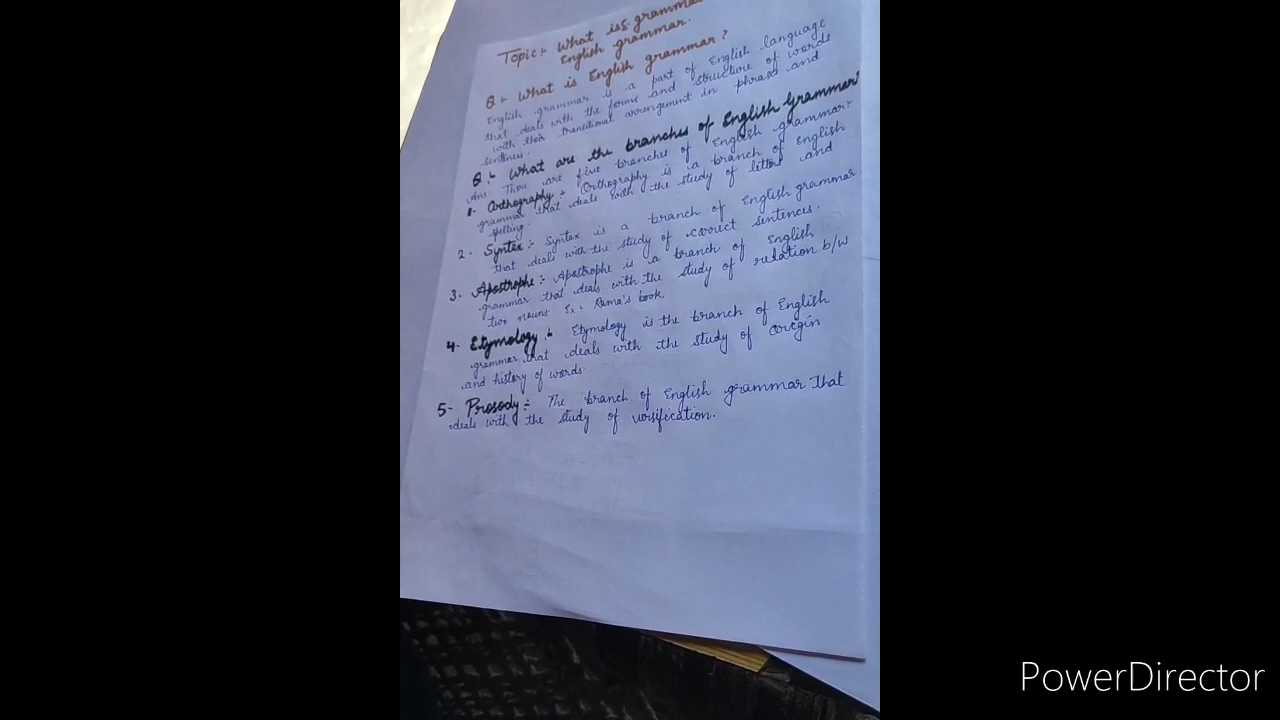 Topic:- What is gramma
English grammar.
Q:- What is English grammar?
English grammar is a part of English language
that deals with the forms and structure of words
with their transitional arrangement in phrases and
sentences.
Q:- What are the branches of English Grammar?
Ans:- There are five branches of English grammar:-
1- Orthography:- Orthography is a branch of English
grammar that deals with the study of letter and
spelling.
2- Syntax:- Syntax is a branch of English grammar
that deals with the study of correct sentences.
3- Apostrophe:- Apostrophe is a branch of English
grammar that deals with the study of relation b/w
two nouns Ex:- Rama's book.
4- Etymology:- Etymology is the branch of English
grammar that deals with the study of orcgin
and history of words.
5- Prosody:- The branch of English grammar that
deals with the study of versification.
PowerDirector